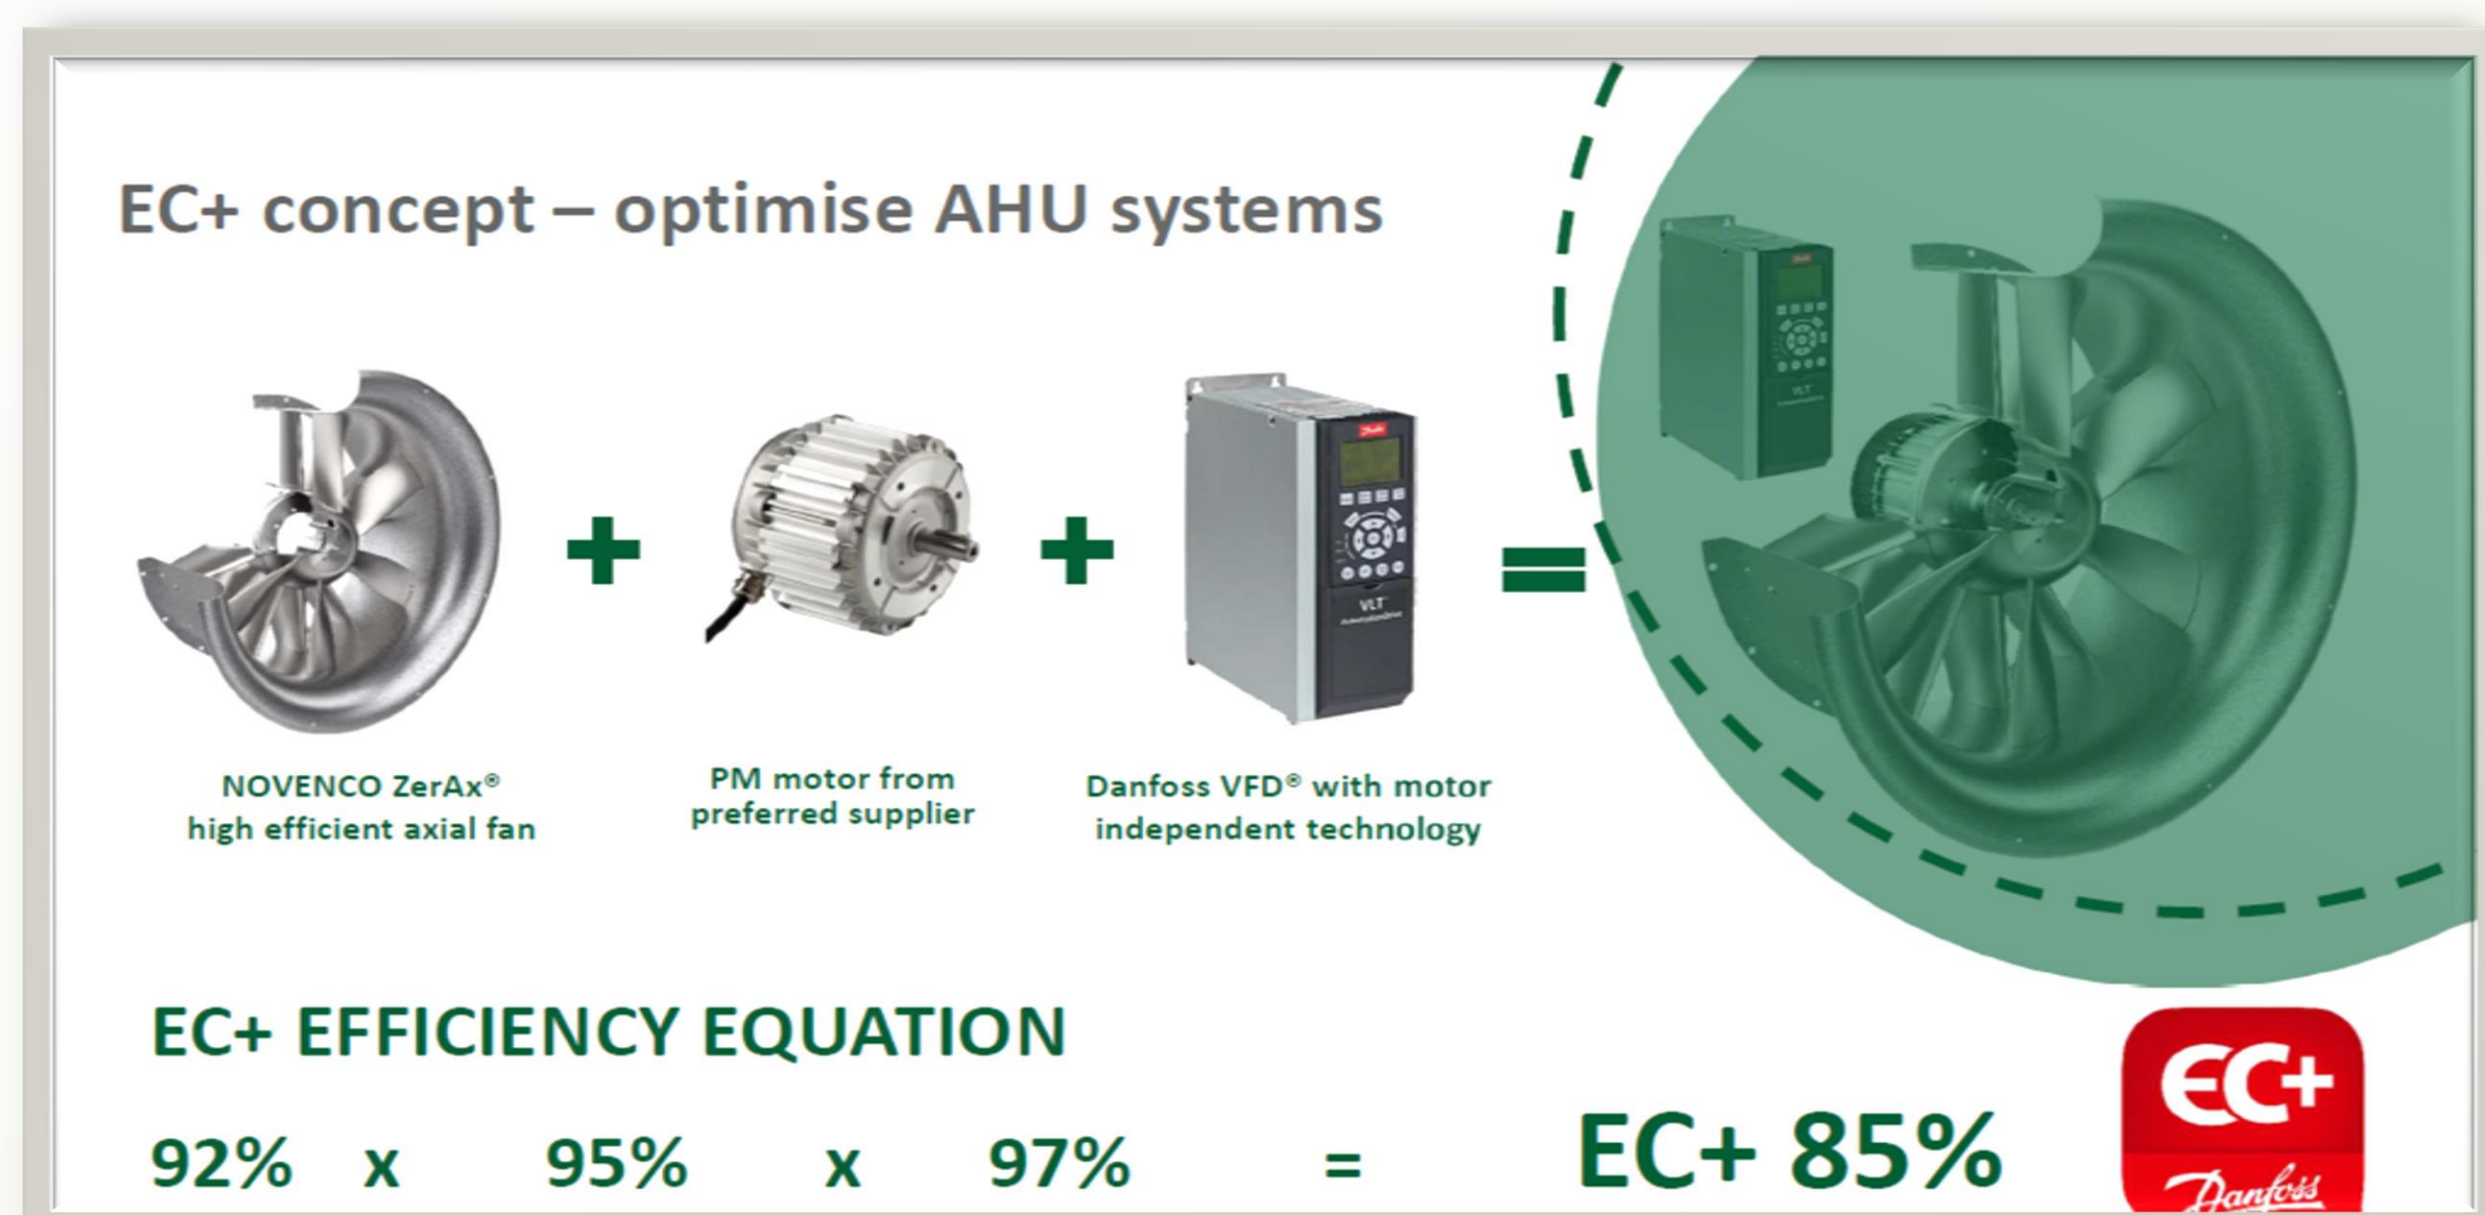 EC+ concept – optimise AHU systems
NOVENCO ZerAx®
high efficient axial fan
PM motor from
preferred supplier
Danfoss VFD® with motor
independent technology
VLT
EC+ EFFICIENCY EQUATION
92% x 95% x 97% = EC+ 85%
EC+
Danfoss